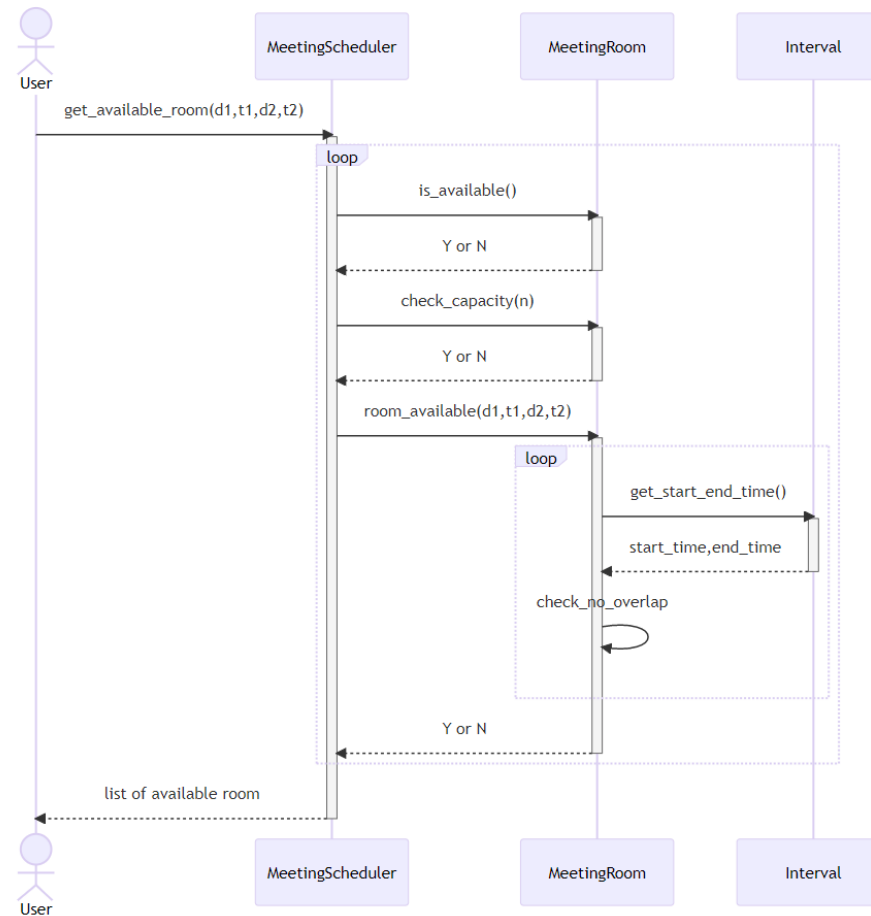 User
MeetingScheduler
MeetingRoom
Interval
get_available_room(d1,t1,d2,t2)
loop
is_available()
Y or N
check_capacity(n)
Y or N
room_available(d1,t1,d2,t2)
loop
get_start_end_time()
start_time,end_time
check_no_overlap
Y or N
list of available room
User
MeetingScheduler
MeetingRoom
Interval